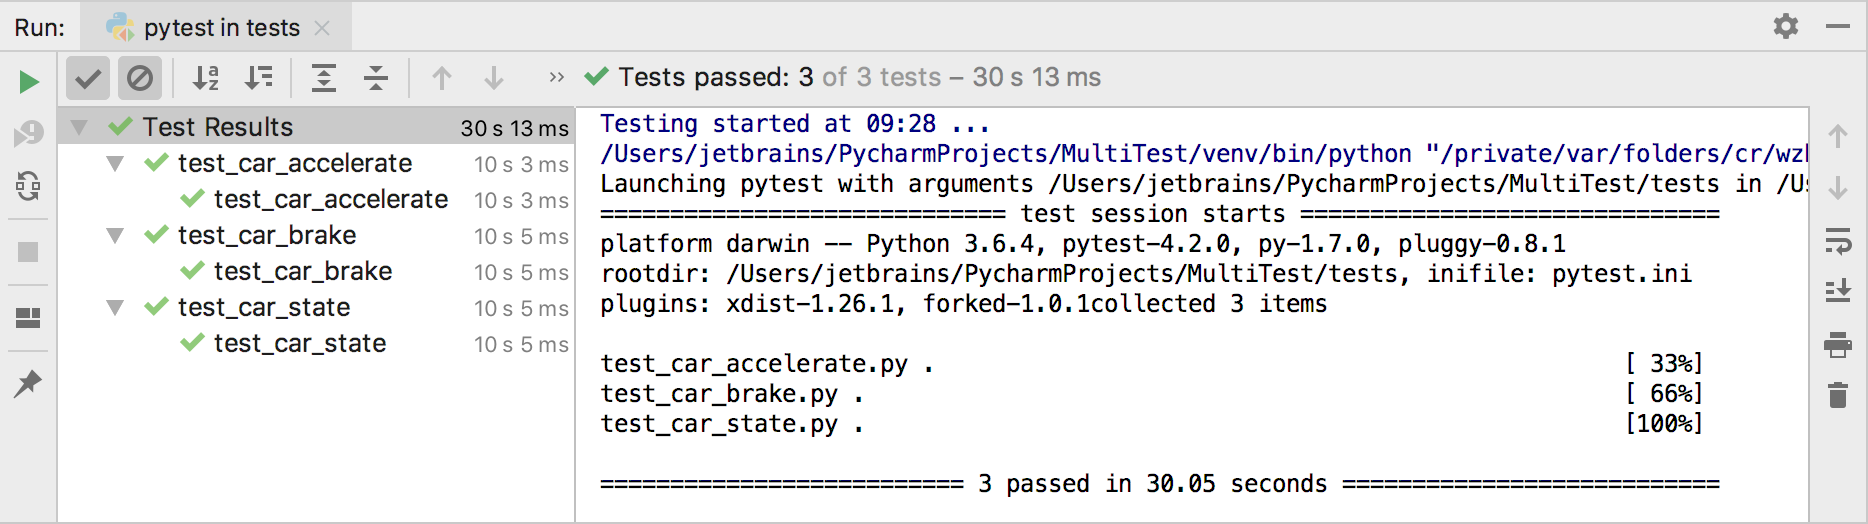 Run: pytest in tests
Tests passed: 3 of 3 tests – 30 s 13 ms
Test Results 30 s 13 ms
test_car_accelerate 10 s 3 ms
test_car_accelerate 10 s 3 ms
test_car_brake 10 s 5 ms
test_car_brake 10 s 5 ms
test_car_state 10 s 5 ms
test_car_state 10 s 5 ms
Testing started at 09:28 ...
/Users/jetbrains/PycharmProjects/MultiTest/venv/bin/python "/private/var/folders/cr/wz
Launching pytest with arguments /Users/jetbrains/PycharmProjects/MultiTest/tests in /U
============================= test session starts ==============================
platform darwin -- Python 3.6.4, pytest-4.2.0, py-1.7.0, pluggy-0.8.1
rootdir: /Users/jetbrains/PycharmProjects/MultiTest/tests, inifile: pytest.ini
plugins: xdist-1.26.1, forked-1.0.1collected 3 items
test_car_accelerate.py . [ 33%]
test_car_brake.py . [ 66%]
test_car_state.py . [100%]
========================== 3 passed in 30.05 seconds ===========================